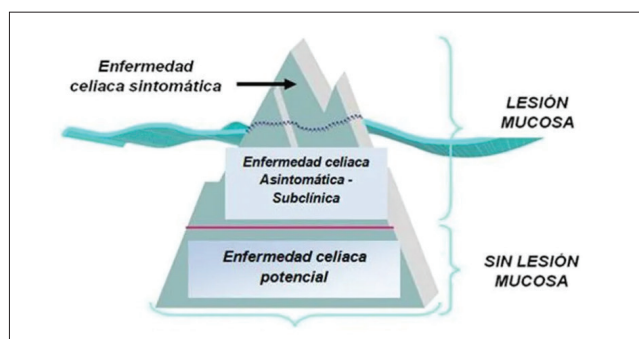 Enfermedad
celiaca sintomática
LESIÓN
MUCOSA
Enfermedad celiaca
Asintomática -
Subclínica
Enfermedad celiaca
potencial
SIN LESIÓN
MUCOSA